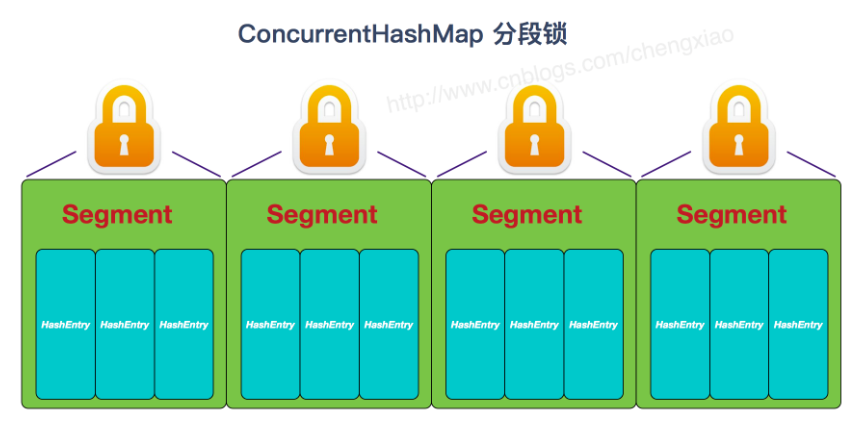 ConcurrentHashMap 分段锁
http://www.cnblogs.com/chengxiao
Segment Segment Segment Segment
HashEntry HashEntry HashEntry HashEntry HashEntry HashEntry HashEntry HashEntry HashEntry HashEntry HashEntry HashEntry